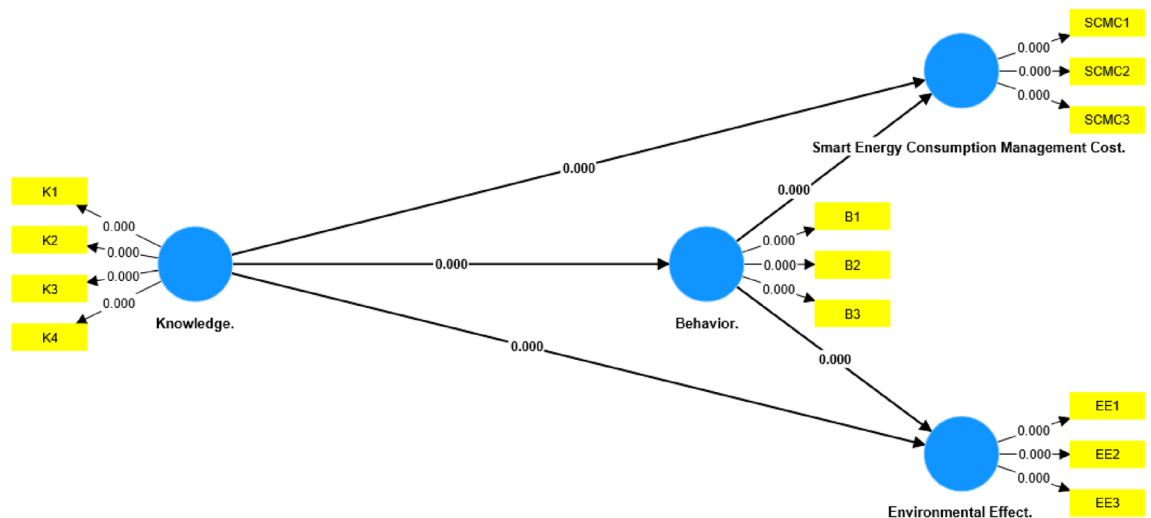 SCMC1
0.000
0.000
SCMC2
0.000
SCMC3
Smart Energy Consumption Management Cost.
0.000
0.000
K1
0.000
K2
0.000
0.000
K3
0.000
K4
Knowledge.
0.000
B1
0.000
0.000
B2
0.000
B3
Behavior.
0.000
0.000
EE1
0.000
0.000
EE2
0.000
EE3
Environmental Effect.